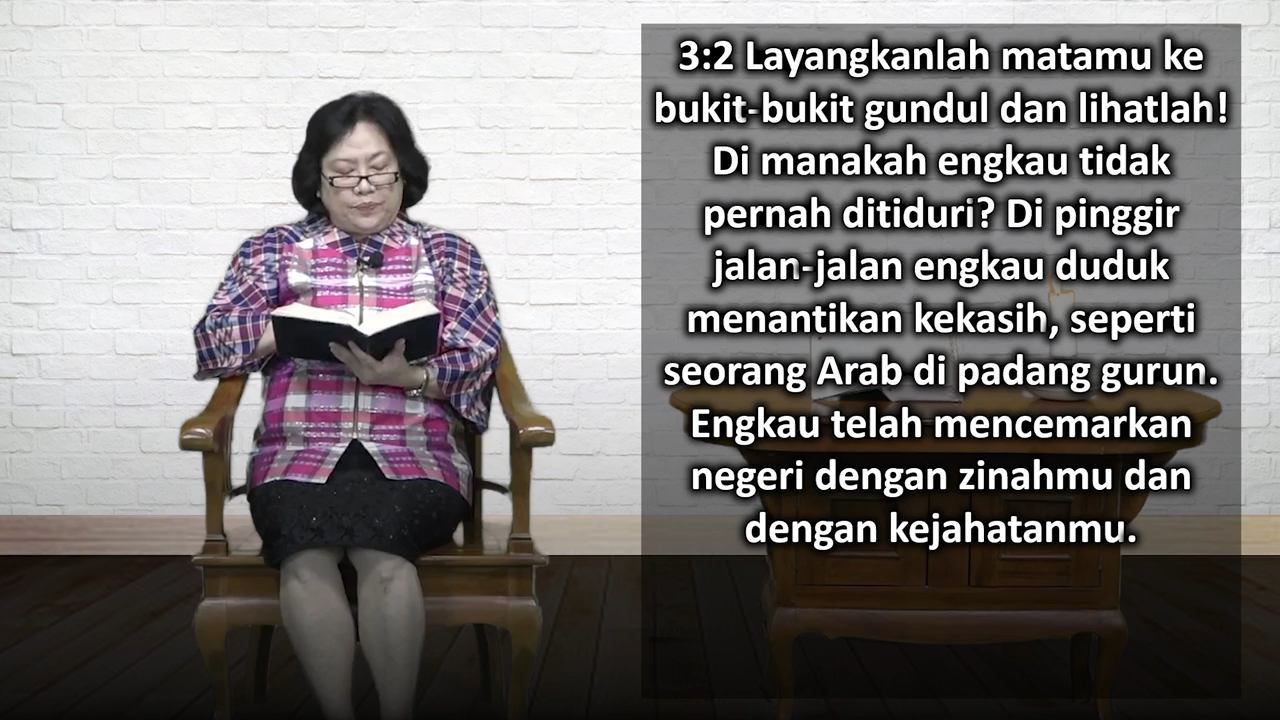 3:2 Layangkanlah matamu ke
bukit-bukit gundul dan lihatlah!
Di manakah engkau tidak
pernah ditiduri? Di pinggir
jalan-jalan engkau duduk
menantikan kekasih, seperti
seorang Arab di padang gurun.
Engkau telah mencemarkan
negeri dengan zinahmu dan
dengan kejahatanmu.